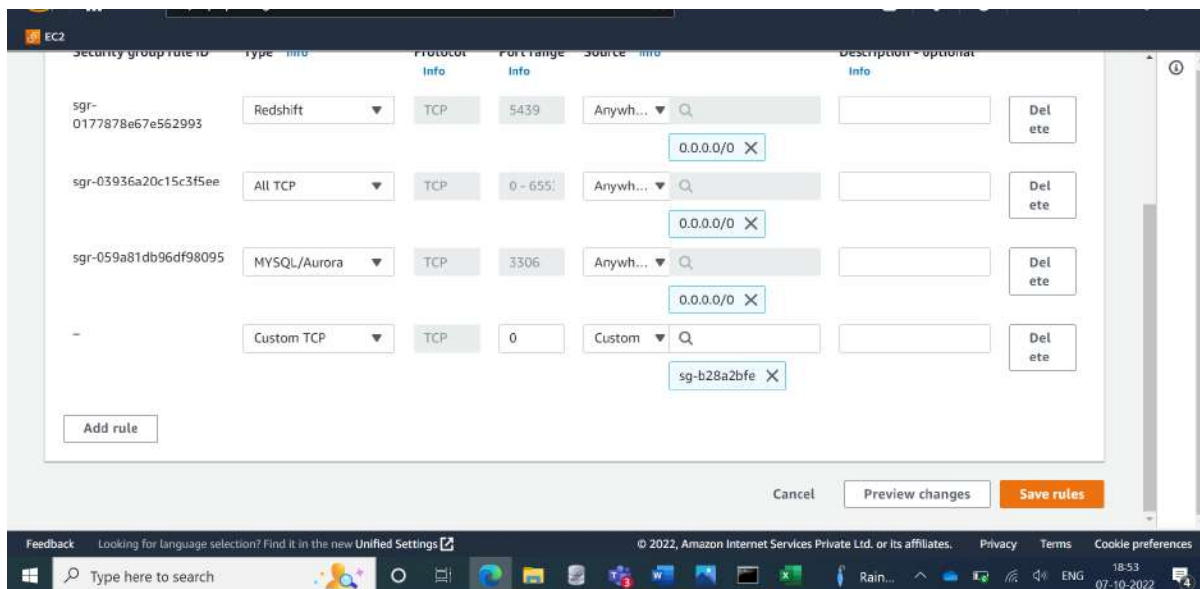 EC2
Security group rule ID Type Info Protocol Port range Source Info Description - optional
Info Info Info
sgr- Redshift TCP 5439 Anywh... Del
0177878e67e562993 ete
0.0.0.0/0
sgr-03936a20c15c3f5ee All TCP TCP 0 - 655 Anywh... Del
ete
0.0.0.0/0
sgr-059a81db96df98095 MYSQL/Aurora TCP 3306 Anywh... Del
ete
0.0.0.0/0
– Custom TCP TCP 0 Custom Del
ete
sg-b28a2bfe
Add rule
Cancel Preview changes Save rules
Feedback Looking for language selection? Find it in the new Unified Settings © 2022, Amazon Internet Services Private Ltd. or its affiliates. Privacy Terms Cookie preferences
Type here to search Rain... ENG 18:53
07-10-2022